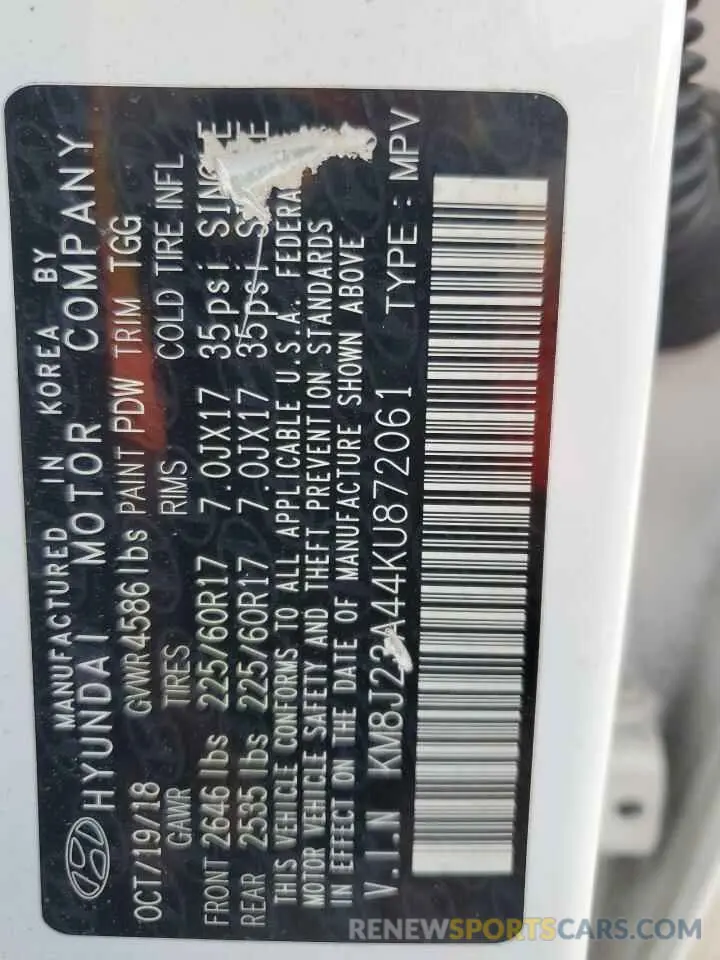 MANUFACTURED IN KOREA BY
HYUNDAI MOTOR COMPANY
OCT/19/18 GVWR 4586 lbs PAINT PDW TRIM TGG
GAWR TIRES RIMS COLD TIRE INFL
FRONT 2646 lbs 225/60R17 7.0JX17 35psi
REAR 2535 lbs 225/60R17 7.0JX17 35psi
THIS VEHICLE CONFORMS TO ALL APPLICABLE U.S.A. FEDERA
MOTOR VEHICLE SAFETY AND THEFT PREVENTION STANDARDS
IN EFFECT ON THE DATE OF MANUFACTURE SHOWN ABOVE
V.I.N KM8J23A44KU872061 TYPE : MPV
RENEWSPORTSCARS.COM